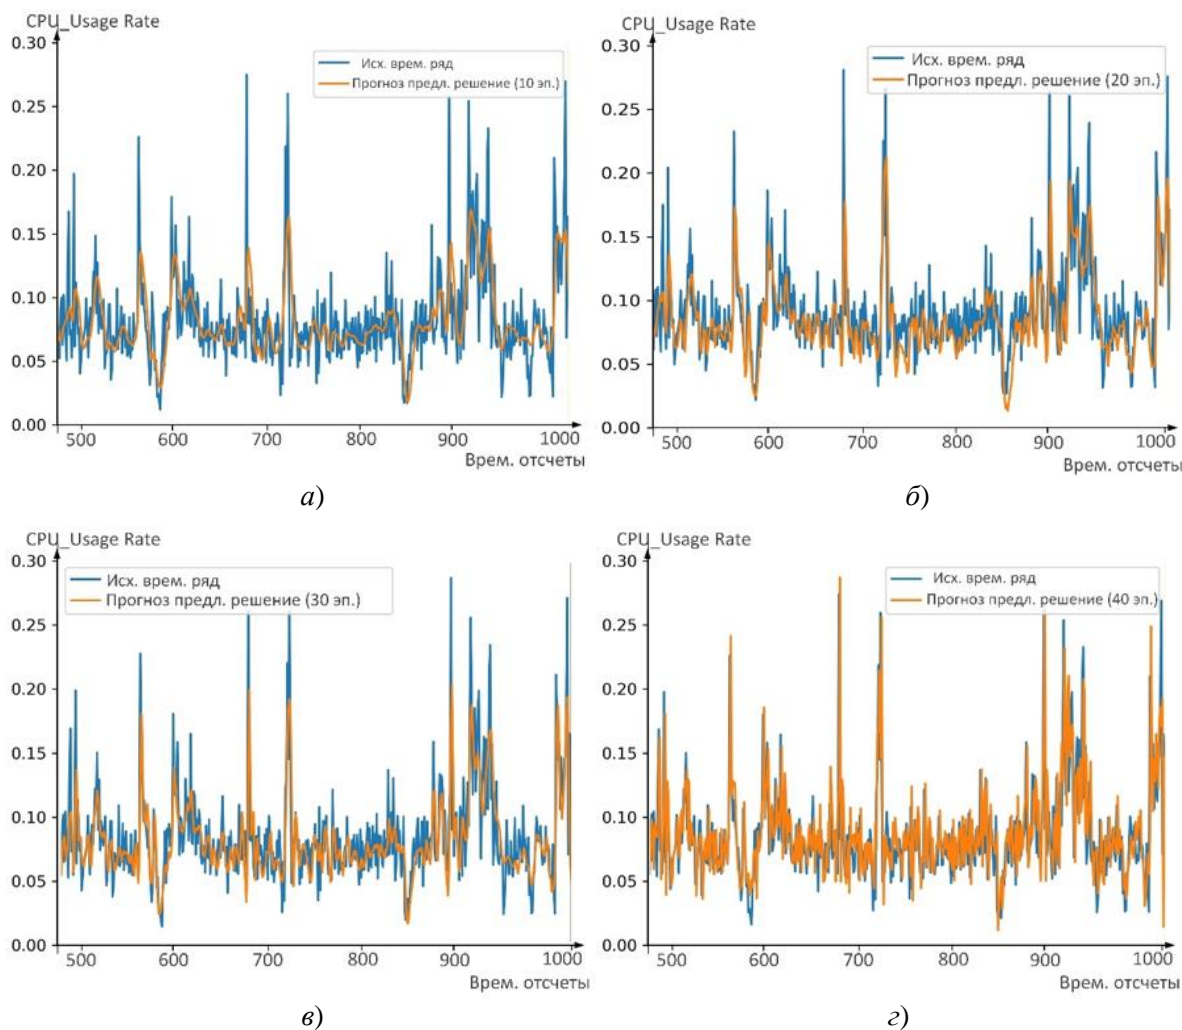 CPU_Usage Rate
0.30
0.25
0.20
0.15
0.10
0.05
0.00
Исх. врем. ряд
Прогноз предл. решение (10 эп.)
500 600 700 800 900 1000
Врем. отсчеты
а)
CPU_Usage Rate
0.30
0.25
0.20
0.15
0.10
0.05
0.00
Исх. врем. ряд
Прогноз предл. решение (20 эп.)
500 600 700 800 900 1000
Врем. отсчеты
б)
CPU_Usage Rate
0.30
0.25
0.20
0.15
0.10
0.05
0.00
Исх. врем. ряд
Прогноз предл. решение (30 эп.)
500 600 700 800 900 1000
Врем. отсчеты
в)
CPU_Usage Rate
0.30
0.25
0.20
0.15
0.10
0.05
0.00
Исх. врем. ряд
Прогноз предл. решение (40 эп.)
500 600 700 800 900 1000
Врем. отсчеты
г)